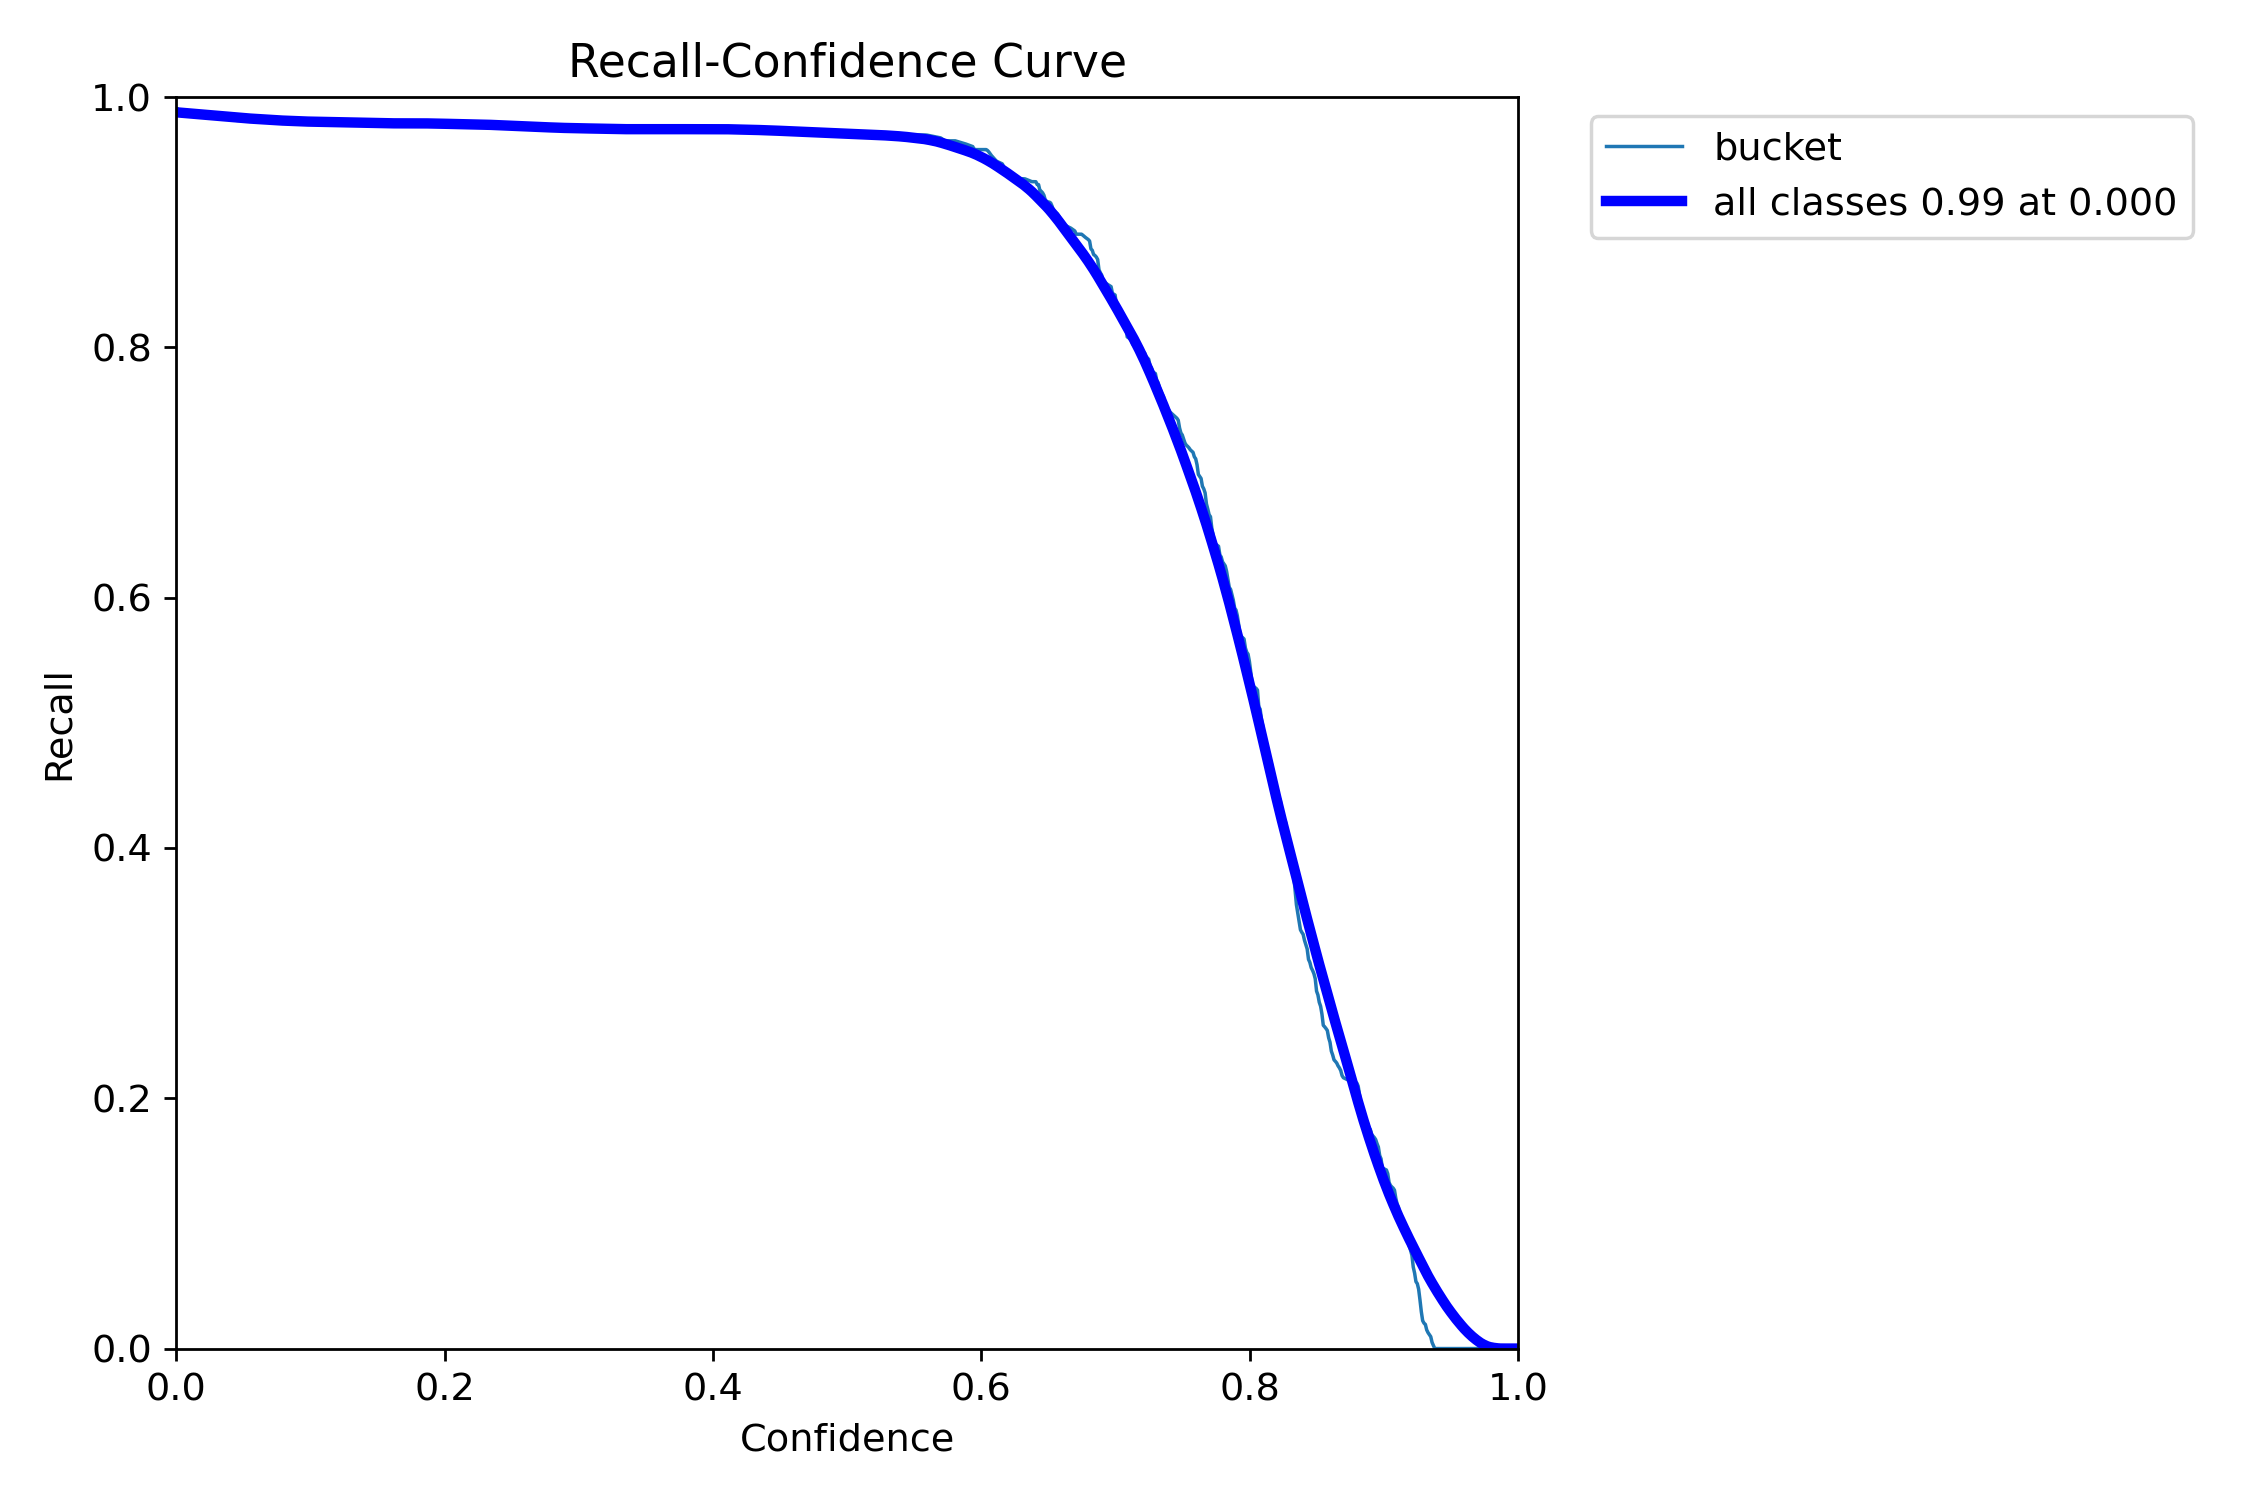 Recall-Confidence Curve
1.0
0.8
0.6
0.4
0.2
0.0
Recall
0.0 0.2 0.4 0.6 0.8 1.0
Confidence
bucket
all classes 0.99 at 0.000